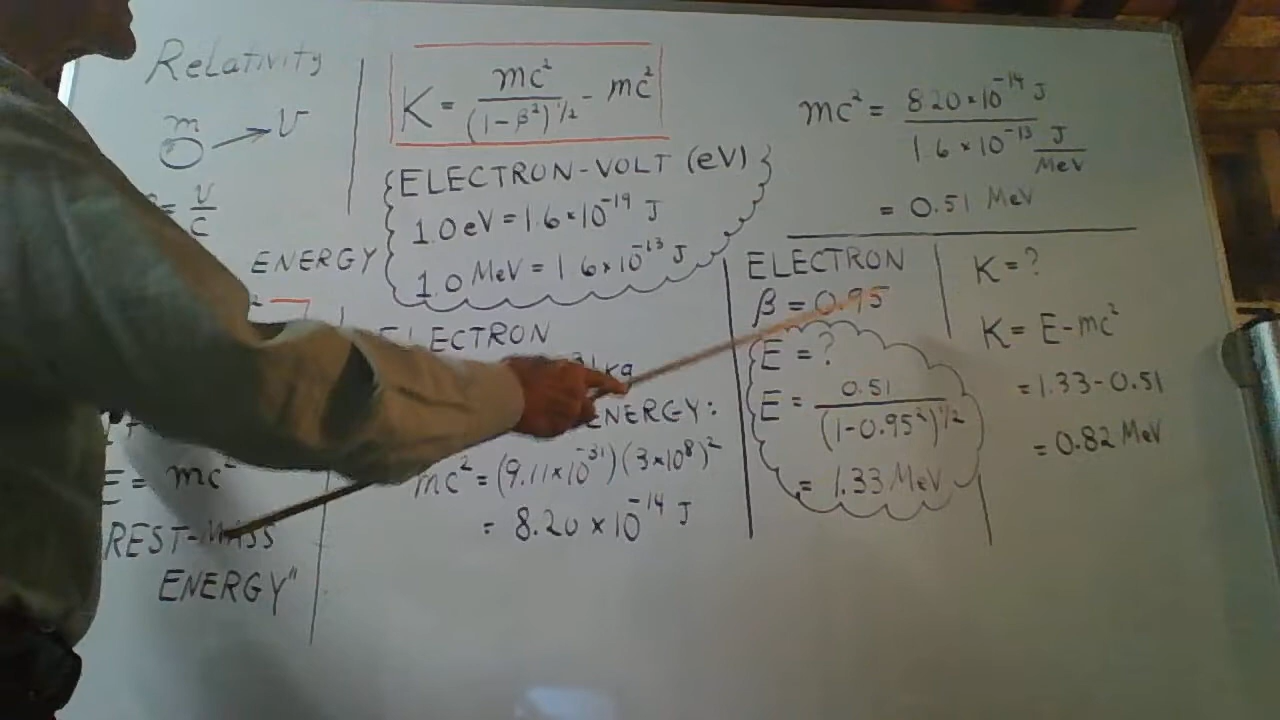 Relativity
m
v
= v/c
ENERGY
E = mc²
REST-MASS
ENERGY"
K = mc²/(1-β²)^½ - mc²
ELECTRON-VOLT (eV)
1.0 eV = 1.6×10⁻¹⁹ J
1.0 MeV = 1.6×10⁻¹³ J
ELECTRON
kg
ENERGY:
mc² = (9.11×10⁻³¹)(3×10⁸)²
= 8.20×10⁻¹⁴ J
mc² = 8.20×10⁻¹⁴ J / 1.6×10⁻¹³ J/MeV
= 0.51 MeV
ELECTRON
β = 0.95
E = ?
E = 0.51/(1-0.95²)^½
= 1.33 MeV
K = ?
K = E-mc²
= 1.33-0.51
= 0.82 MeV